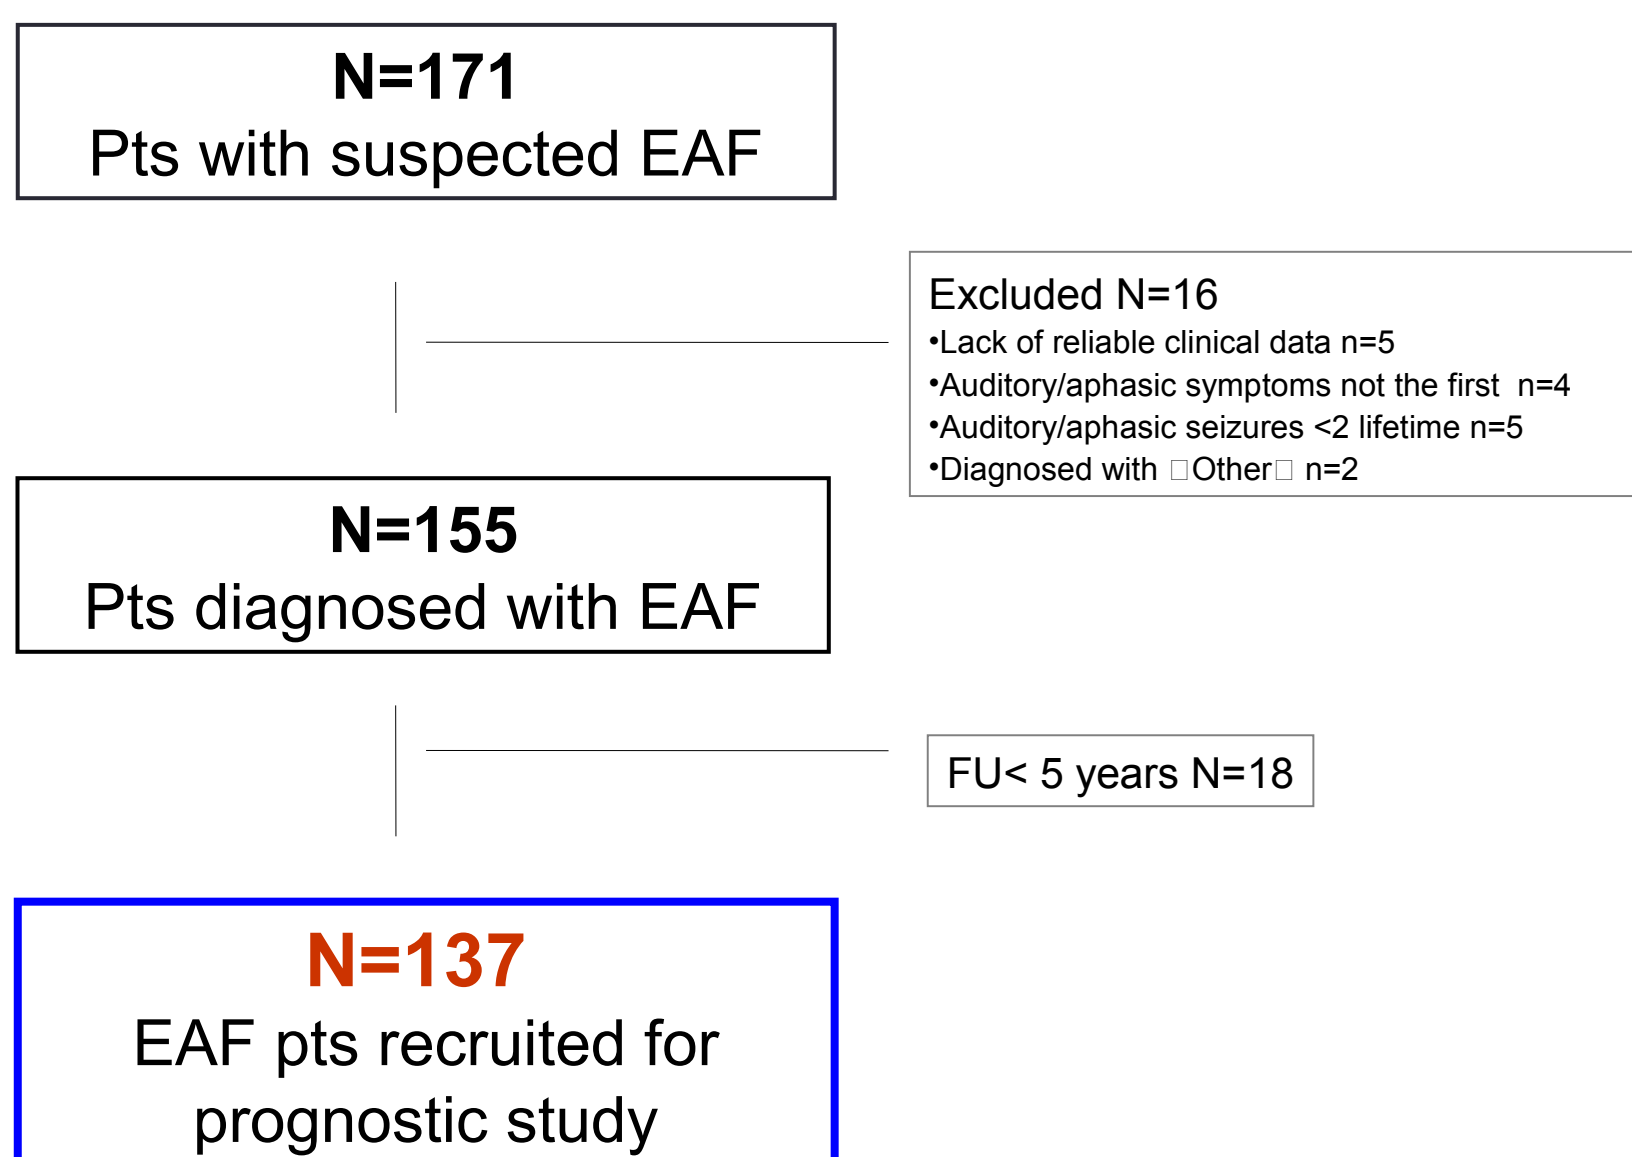 N=171
Pts with suspected EAF
Excluded N=16
•Lack of reliable clinical data n=5
•Auditory/aphasic symptoms not the first  n=4
•Auditory/aphasic seizures <2 lifetime n=5
•Diagnosed with □Other□ n=2
N=155
Pts diagnosed with EAF
FU< 5 years N=18
N=137
EAF pts recruited for
prognostic study